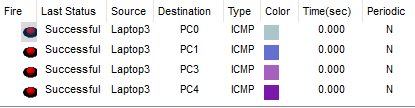 Fire Last Status Source Destination Type Color Time(sec) Periodic
Successful Laptop3 PC0 ICMP 0.000 N
Successful Laptop3 PC1 ICMP 0.000 N
Successful Laptop3 PC3 ICMP 0.000 N
Successful Laptop3 PC4 ICMP 0.000 N